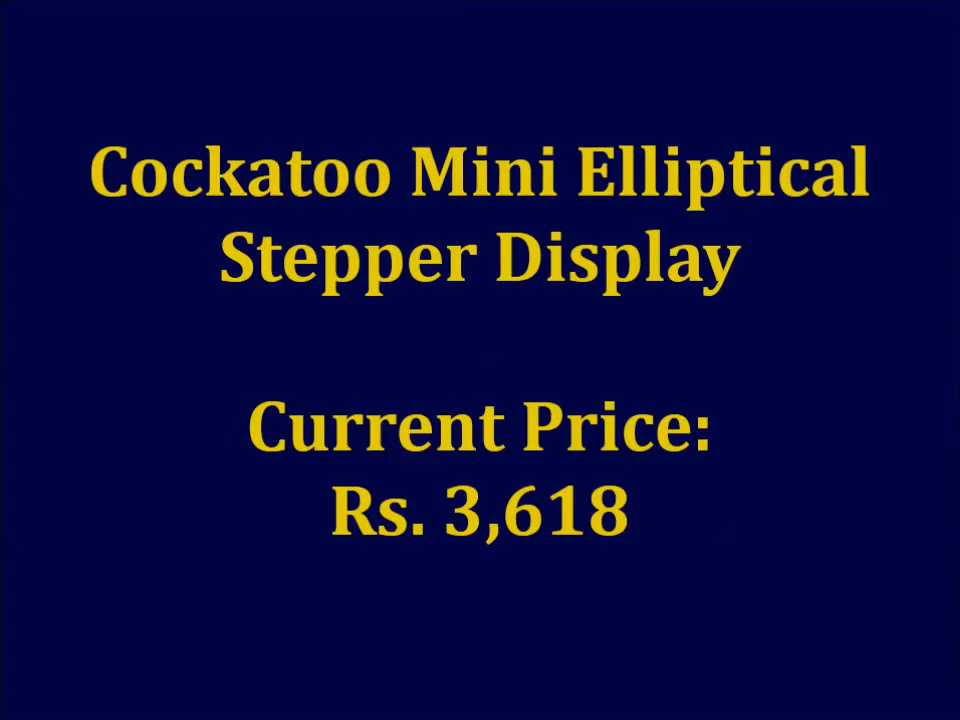 Cockatoo Mini Elliptical
Stepper Display
Current Price:
Rs. 3,618